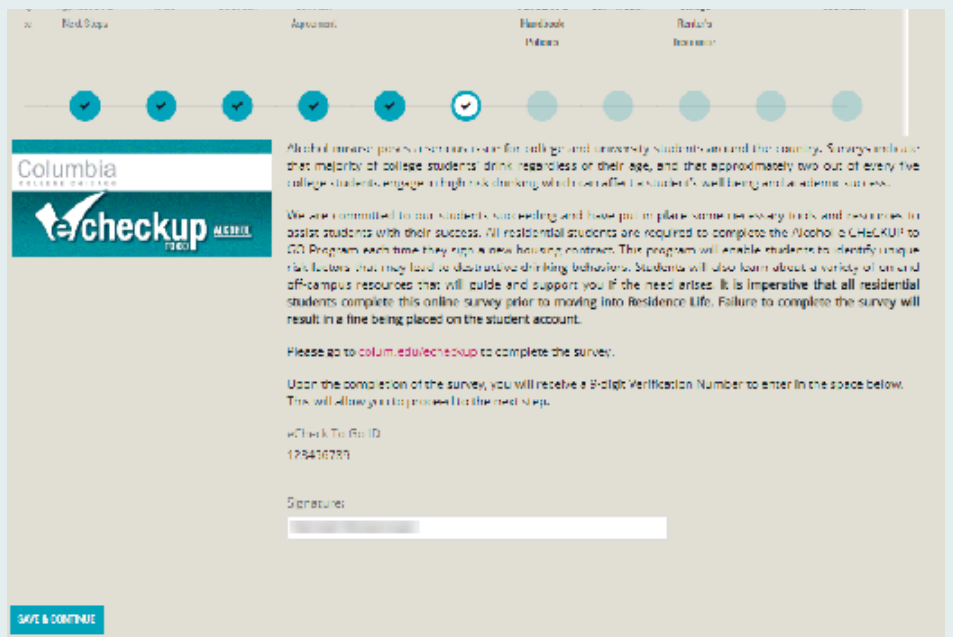 Next Steps
Agreement
Handbook
Renter's
Policies
Insurance
Columbia
COLLEGE CHICAGO
e checkup ALCOHOL
TO GO
Alcohol misuse poses a serious issue for college and university students around the country. Surveys indicate
that majority of college students' drink regardless of their age, and that approximately two out of every five
college students engage in high risk drinking which can affect a student's well being and academic success.
We are committed to our students succeeding and have put in place some necessary tools and resources to
assist students with their success. All residential students are required to complete the Alcohol e-CHECKUP to
GO Program each time they sign a new housing contract. This program will enable students to identify unique
risk factors that may lead to destructive drinking behaviors. Students will also learn about a variety of on and
off-campus resources that will guide and support you if the need arises. It is imperative that all residential
students complete this online survey prior to moving into Residence Life. Failure to complete the survey will
result in a fine being placed on the student account.
Please go to colum.edu/echeckup to complete the survey.
Upon the completion of the survey, you will receive a 9-digit Verification Number to enter in the space below.
This will allow you to proceed to the next step.
eCheck To Go ID
123456789
Signature:
SAVE & CONTINUE